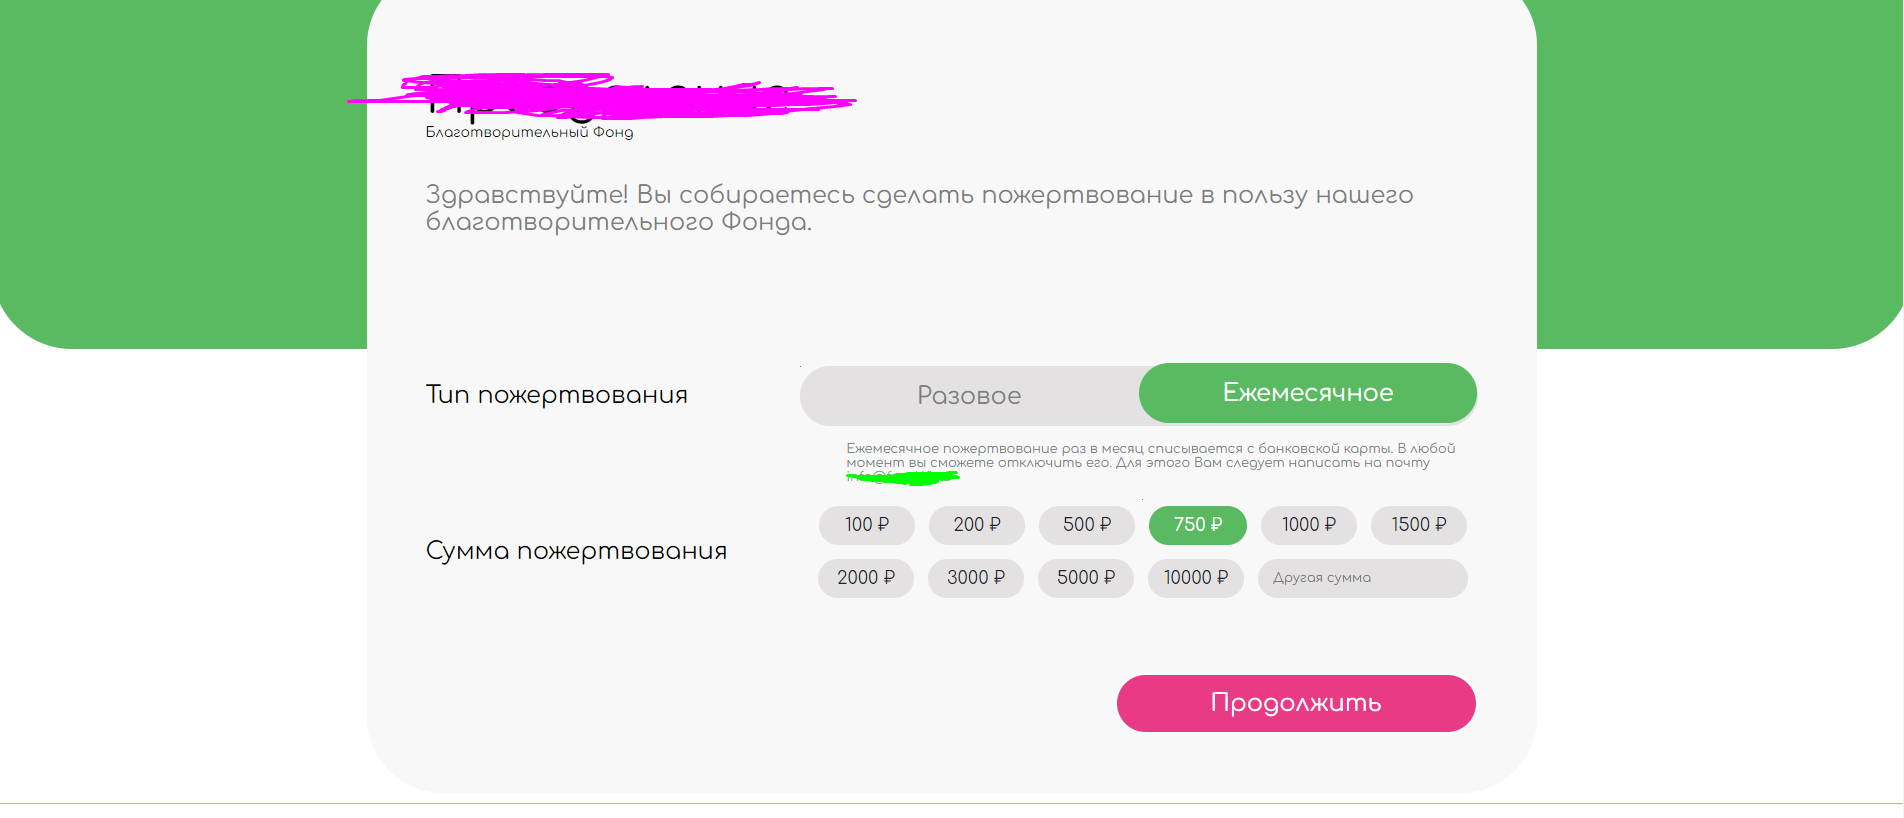 Благотворительный Фонд
Здравствуйте! Вы собираетесь сделать пожертвование в пользу нашего
благотворительного Фонда.
Тип пожертвования
Разовое
Ежемесячное
Ежемесячное пожертвование раз в месяц списывается с банковской карты. В любой
момент вы сможете отключить его. Для этого Вам следует написать на почту
Сумма пожертвования
100 ₽
200 ₽
500 ₽
750 ₽
1000 ₽
1500 ₽
2000 ₽
3000 ₽
5000 ₽
10000 ₽
Другая сумма
Продолжить